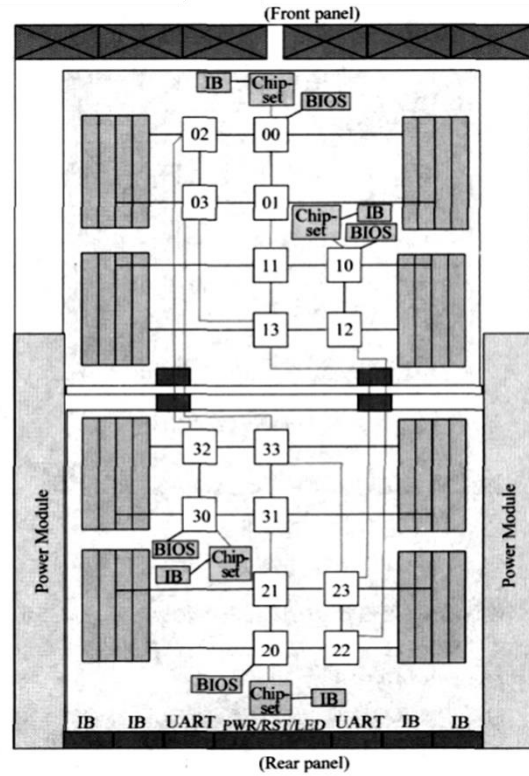 (Front panel)
IB
Chip-
set
BIOS
02
00
03
01
Chip-
set
IB
BIOS
11
10
13
12
32
33
30
31
BIOS
IB
Chip-
set
21
23
20
22
BIOS
Chip-
set
IB
Power Module
Power Module
IB IB UART PWR/RST/LED UART IB IB
(Rear panel)